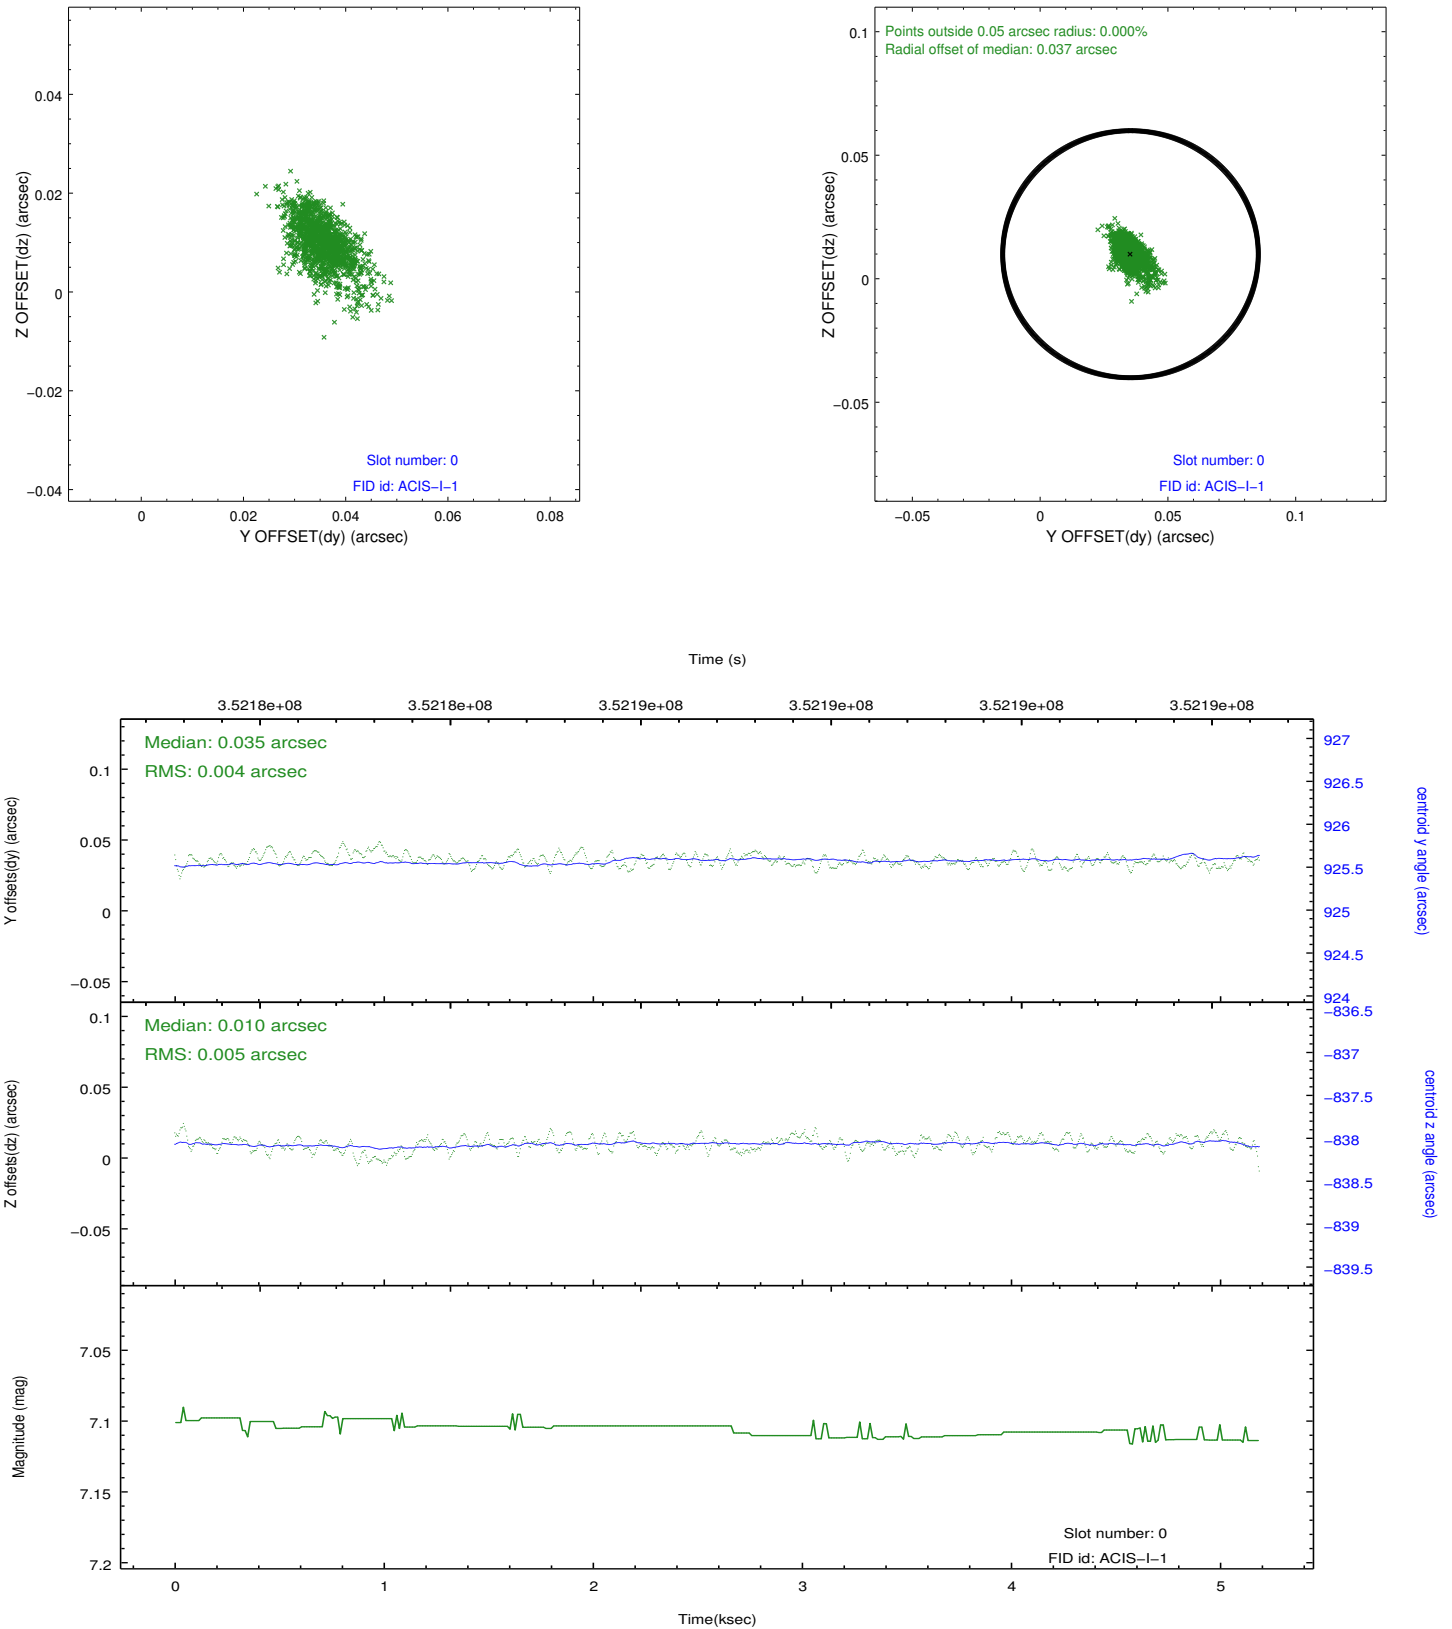 0.04
0.02
0
−0.02
−0.04
Z OFFSET(dz) (arcsec)
Slot number: 0
FID id: ACIS−I−1
0
0.02
0.04
0.06
0.08
Y OFFSET(dy) (arcsec)
Points outside 0.05 arcsec radius: 0.000%
Radial offset of median: 0.037 arcsec
0.1
0.05
0
−0.05
Z OFFSET(dz) (arcsec)
Slot number: 0
FID id: ACIS−I−1
−0.05
0
0.05
0.1
Y OFFSET(dy) (arcsec)
Time (s)
3.5218e+08
3.5218e+08
3.5219e+08
3.5219e+08
3.5219e+08
3.5219e+08
Median: 0.035 arcsec
RMS: 0.004 arcsec
0.1
0.05
0
−0.05
Y offsets(dy) (arcsec)
927
926.5
926
925.5
925
924.5
924
centroid y angle (arcsec)
Median: 0.010 arcsec
RMS: 0.005 arcsec
0.1
0.05
0
−0.05
Z offsets(dz) (arcsec)
−836.5
−837
−837.5
−838
−838.5
−839
−839.5
centroid z angle (arcsec)
7.05
7.1
7.15
7.2
Magnitude (mag)
Slot number: 0
FID id: ACIS−I−1
0
1
2
3
4
5
Time(ksec)